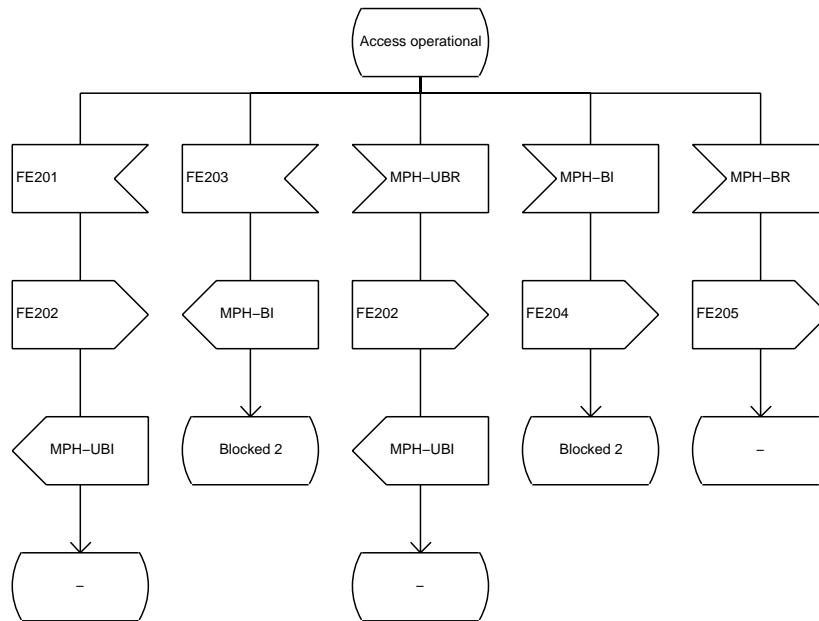 Access operational
FE201
FE203
MPH−UBR
MPH−BI
MPH−BR
FE202
MPH−BI
FE202
FE204
FE205
MPH−UBI
Blocked 2
MPH−UBI
Blocked 2
−
−
−